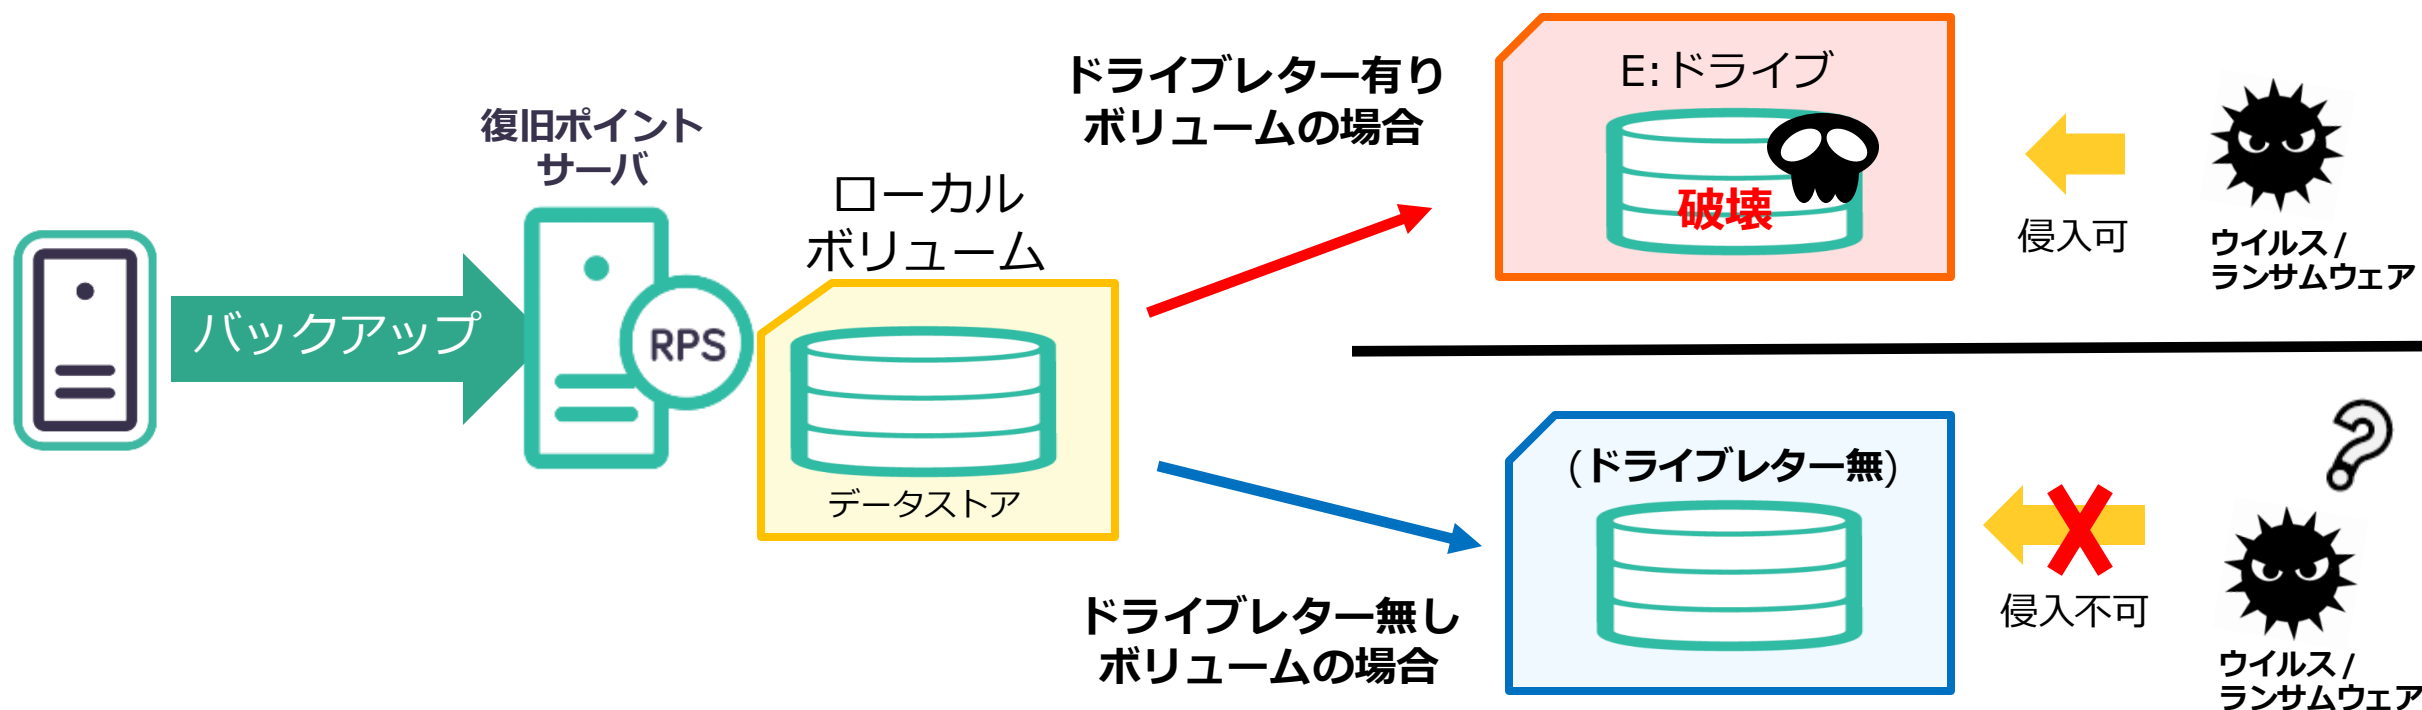 バックアップ
復旧ポイント
サーバ
RPS
ローカル
ボリューム
データストア
ドライブレター有り
ボリュームの場合
E:ドライブ
破壊
侵入可
ウイルス /
ランサムウェア
ドライブレター無し
ボリュームの場合
(ドライブレター無)
侵入不可
ウイルス /
ランサムウェア